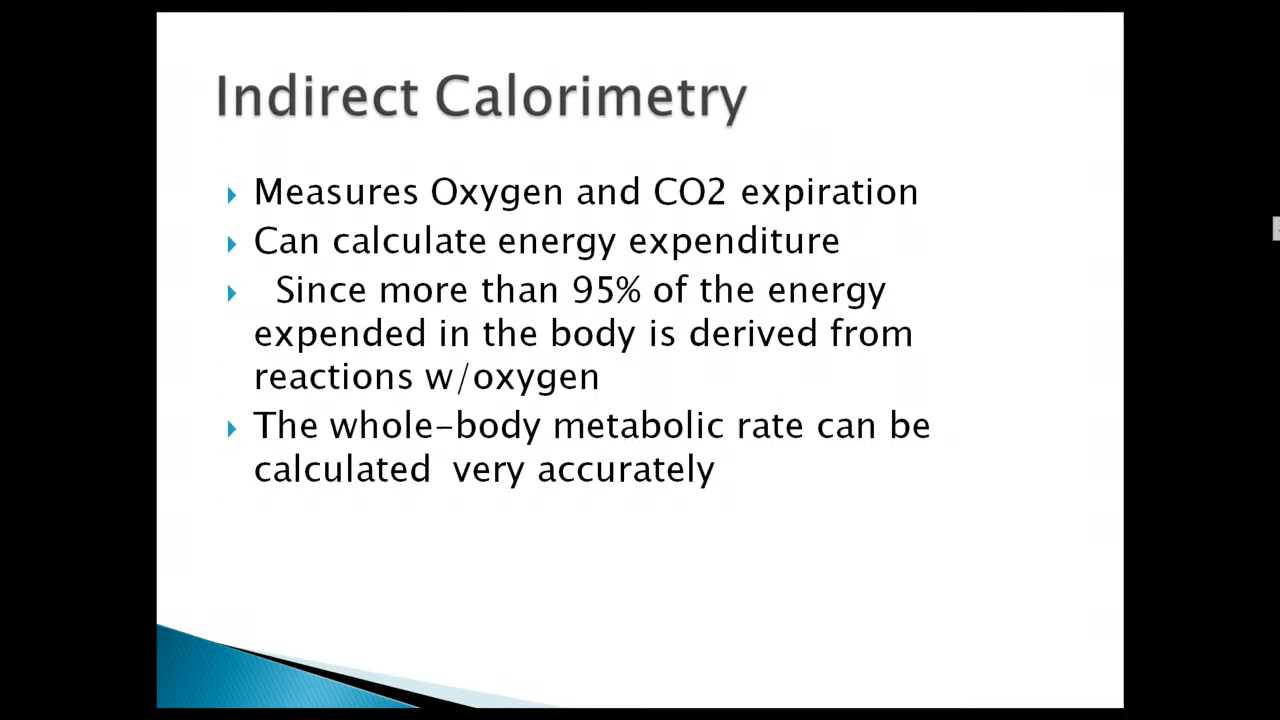 Indirect Calorimetry
Measures Oxygen and CO2 expiration
Can calculate energy expenditure
Since more than 95% of the energy
expended in the body is derived from
reactions w/oxygen
The whole-body metabolic rate can be
calculated very accurately